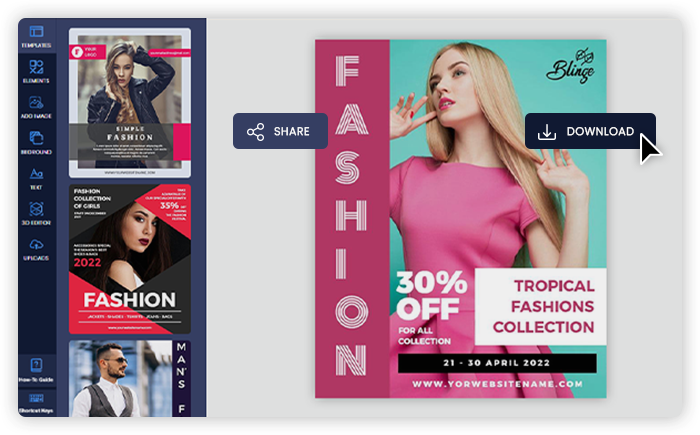 TEMPLATES
ELEMENTS
ADD IMAGE
BKGROUND
TEXT
3D EDITOR
UPLOADS
How-To Guide
Shortcut Keys
YOUR
LOGO
SIMPLE
FASHION
FASHION
COLLECTION
OF GIRLS
35%
2022
FASHION
MAN'S F
SHARE
DOWNLOAD
FASHION
Blinge
30%
OFF
FOR ALL
COLLECTION
TROPICAL
FASHIONS
COLLECTION
21 - 30 APRIL 2022
WWW.YORWEBSITENAME.COM